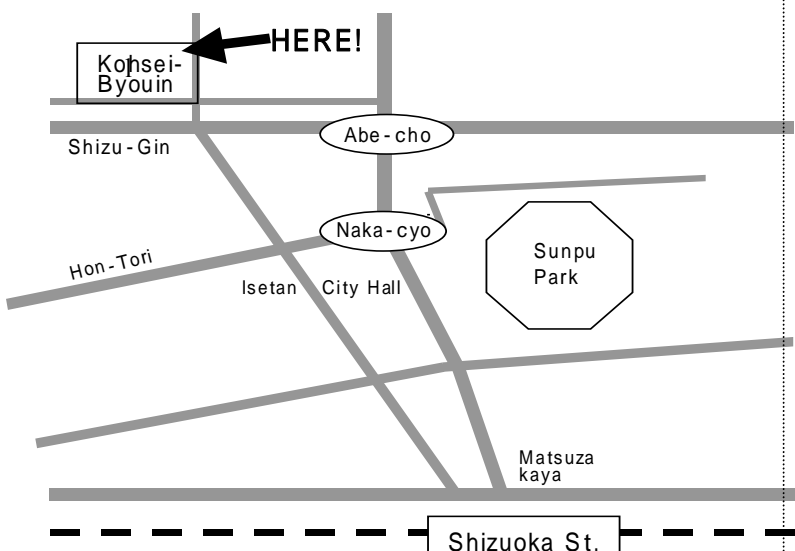 HERE!
Kohsei-
Byouin
Abe-cho
Shizu-Gin
Naka-cyo
Hon-Tori
Sunpu
Park
Isetan
City Hall
Matsuza
kaya
Shizuoka St.